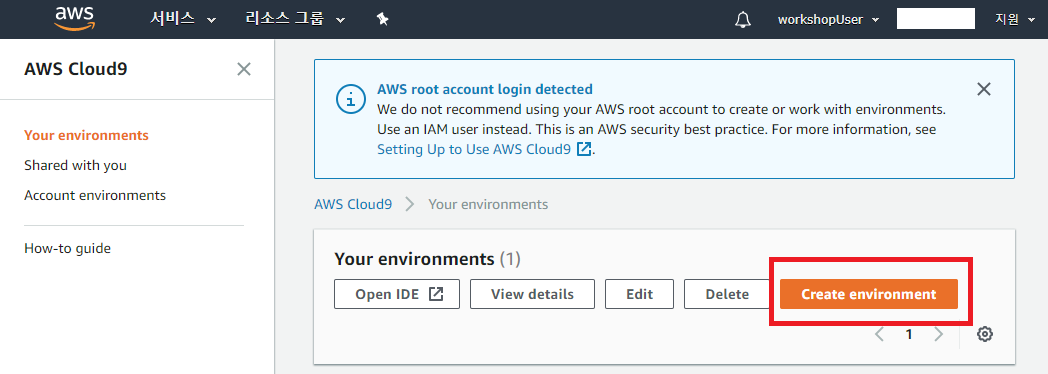 aws 서비스 리소스 그룹 workshopUser 지원
AWS Cloud9
Your environments
Shared with you
Account environments
How-to guide
AWS root account login detected
We do not recommend using your AWS root account to create or work with environments.
Use an IAM user instead. This is an AWS security best practice. For more information, see
Setting Up to Use AWS Cloud9.
AWS Cloud9 > Your environments
Your environments (1)
Open IDE View details Edit Delete Create environment
< 1 >